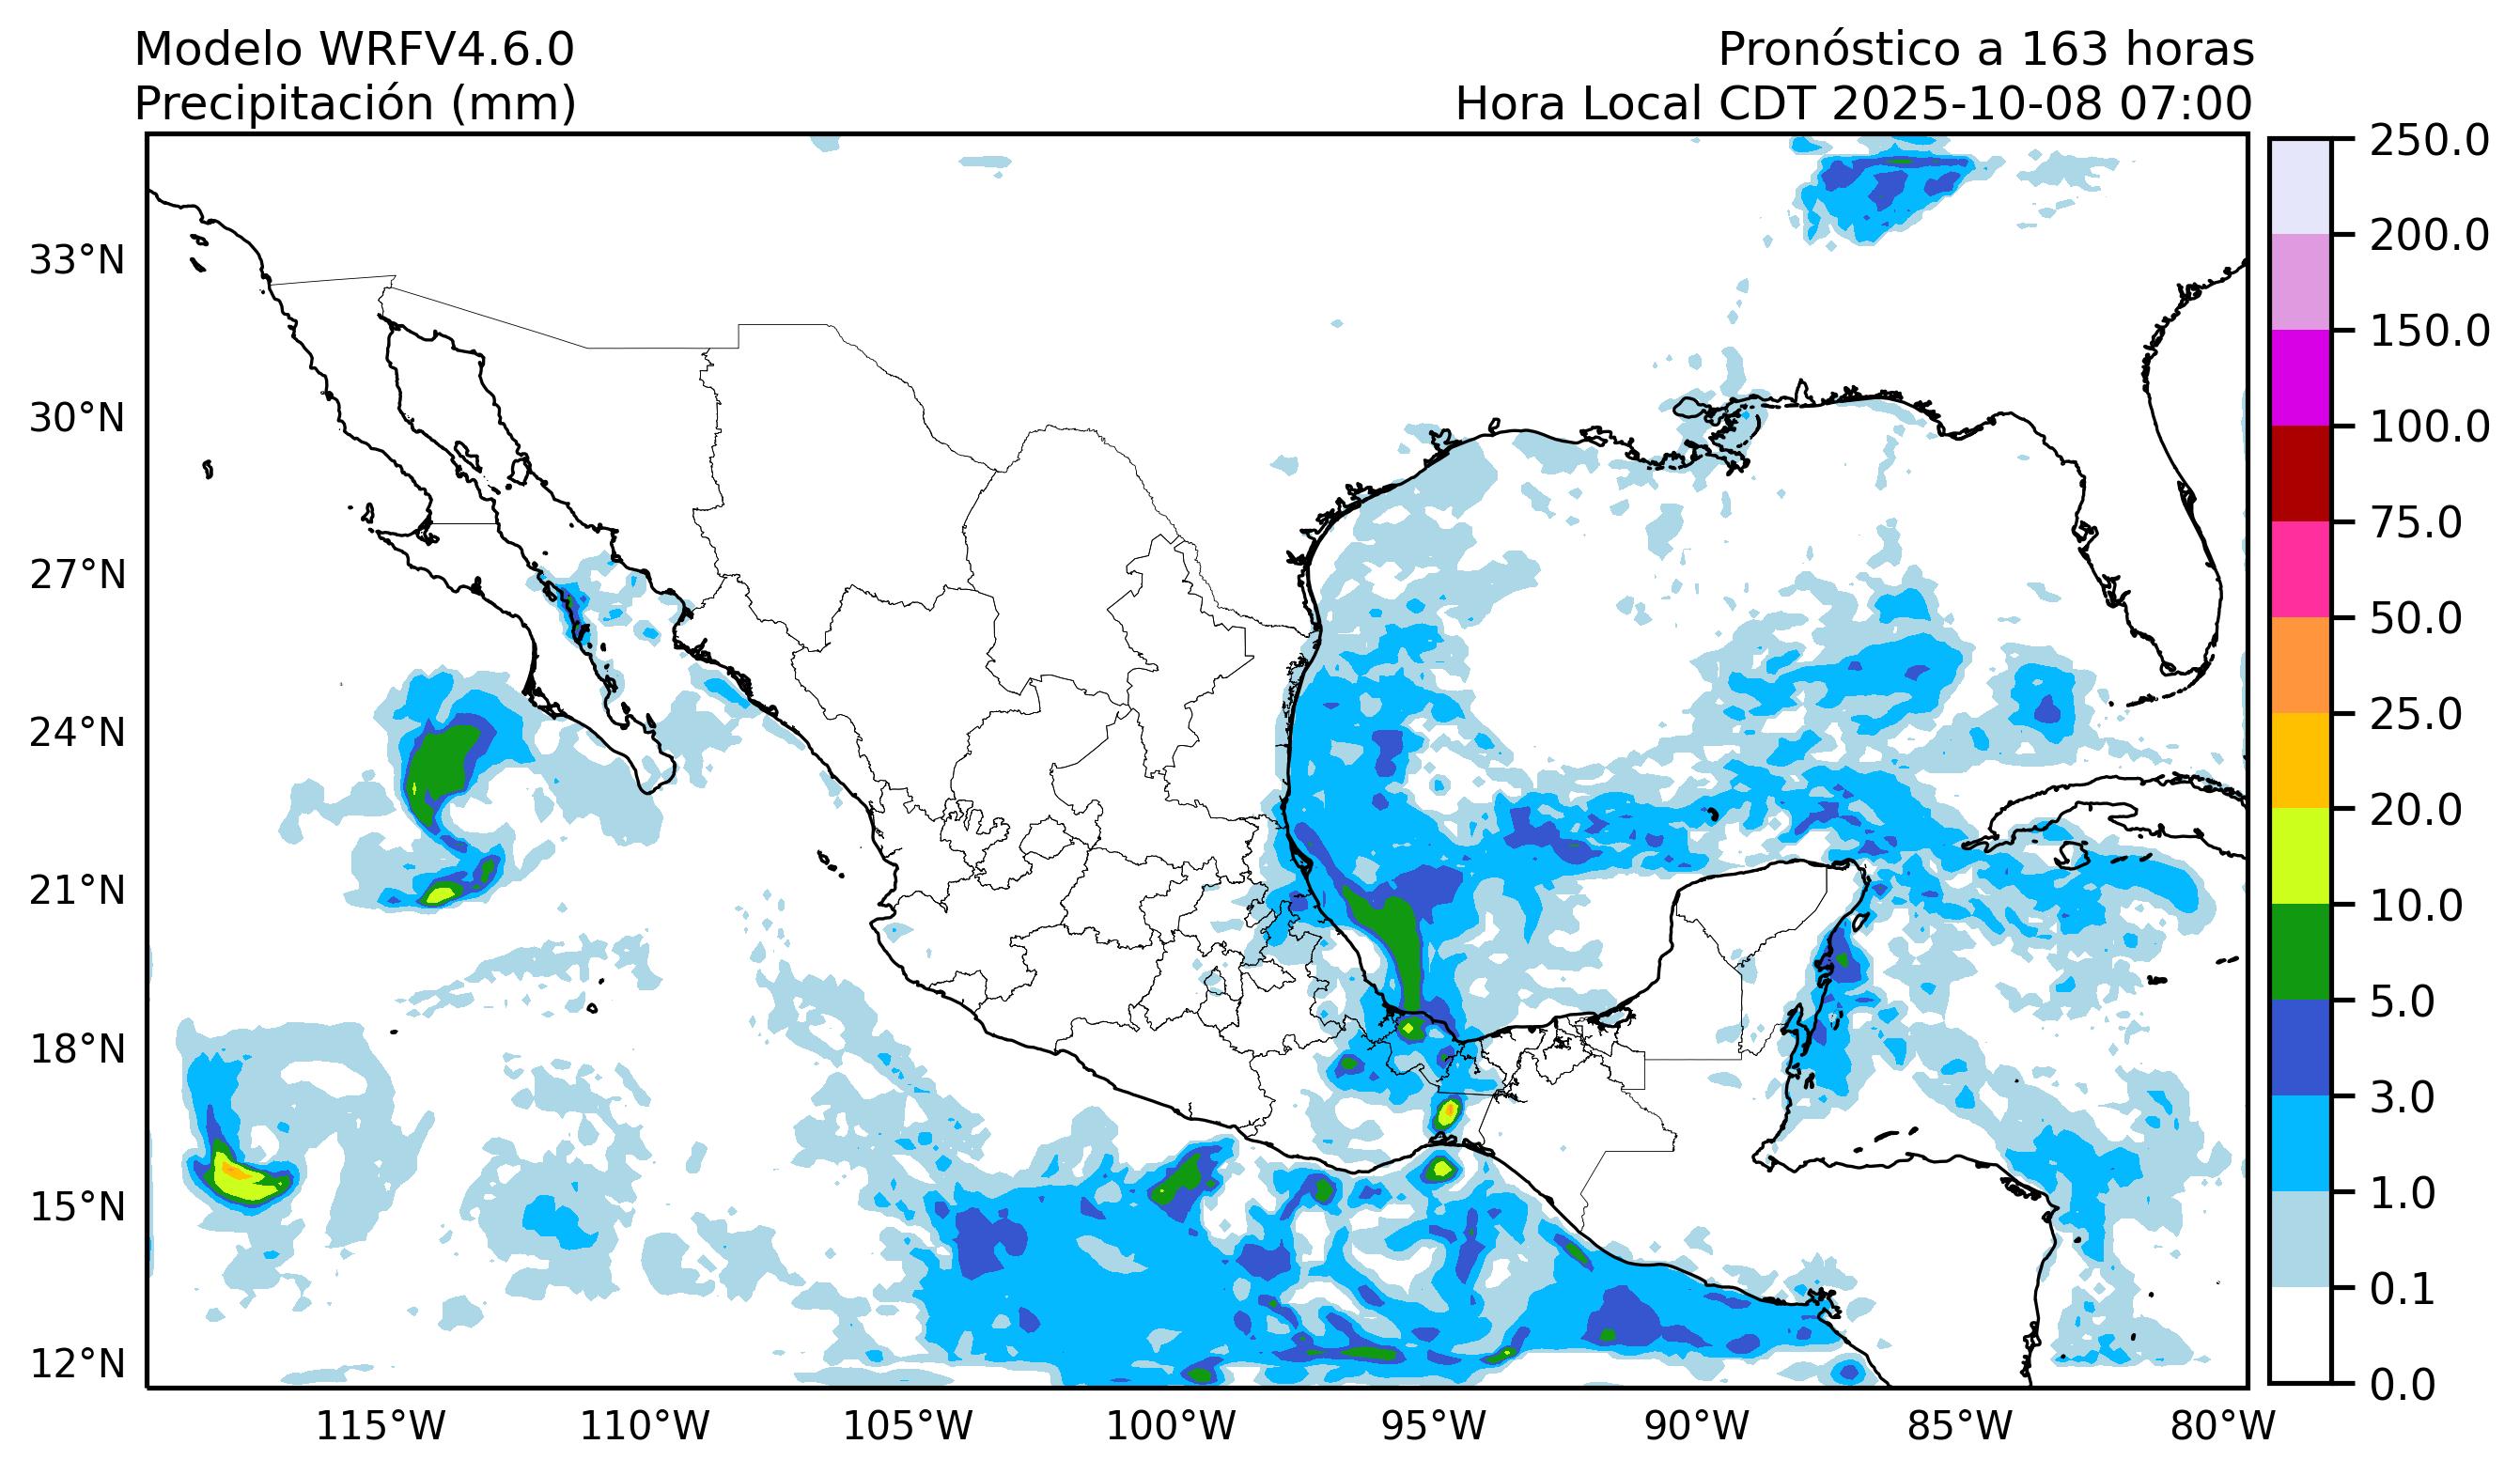 Modelo WRFV4.6.0
Precipitación (mm)
Pronóstico a 163 horas
Hora Local CDT 2025-10-08 07:00
33°N
30°N
27°N
24°N
21°N
18°N
15°N
12°N
115°W
110°W
105°W
100°W
95°W
90°W
85°W
80°W
250.0
200.0
150.0
100.0
75.0
50.0
25.0
20.0
10.0
5.0
3.0
1.0
0.1
0.0